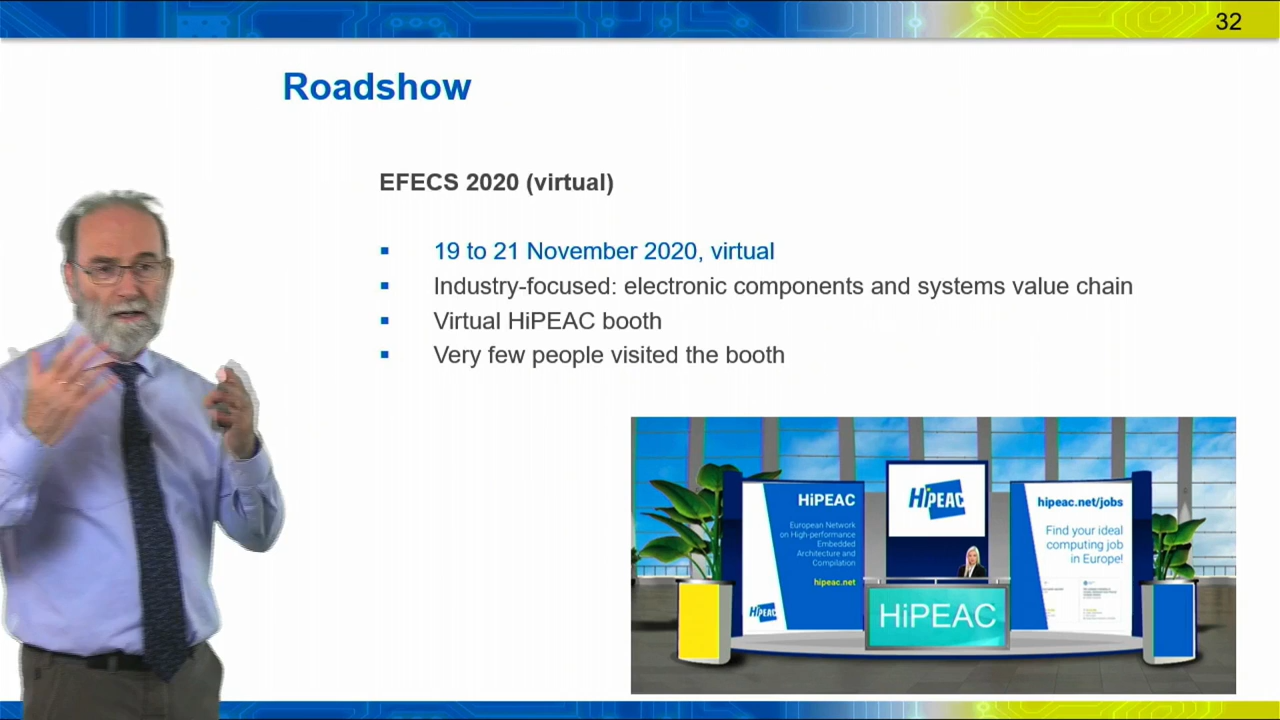 32
Roadshow
EFECS 2020 (virtual)
19 to 21 November 2020, virtual
Industry-focused: electronic components and systems value chain
Virtual HiPEAC booth
Very few people visited the booth
HiPEAC
European Network
on High-performance
Embedded
Architecture and
Compilation
hipeac.net
HiPEAC
HiPEAC
HiPEAC
hipeac.net/jobs
Find your ideal
computing job
in Europe!